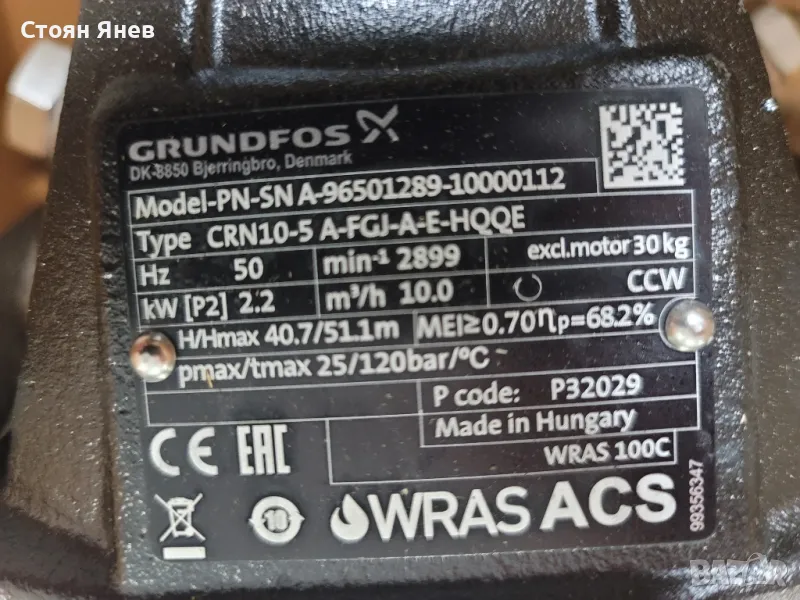 Стоян Янев
GRUNDFOS
DK-8850 Bjerringbro, Denmark
Model-PN-SN A-96501289-10000112
Type CRN10-5 A-FGJ-A-E-HQQE
Hz 50 min-1 2899 excl.motor 30 kg
kW [P2] 2.2 m³/h 10.0 CCW
H/Hmax 40.7/51.1 m MEI≥0.70 ηp=68.2%
pmax/tmax 25/120bar/°C
P code: P32029
Made in Hungary
WRAS 100C
CE EAC
10 WRAS ACS
99356347